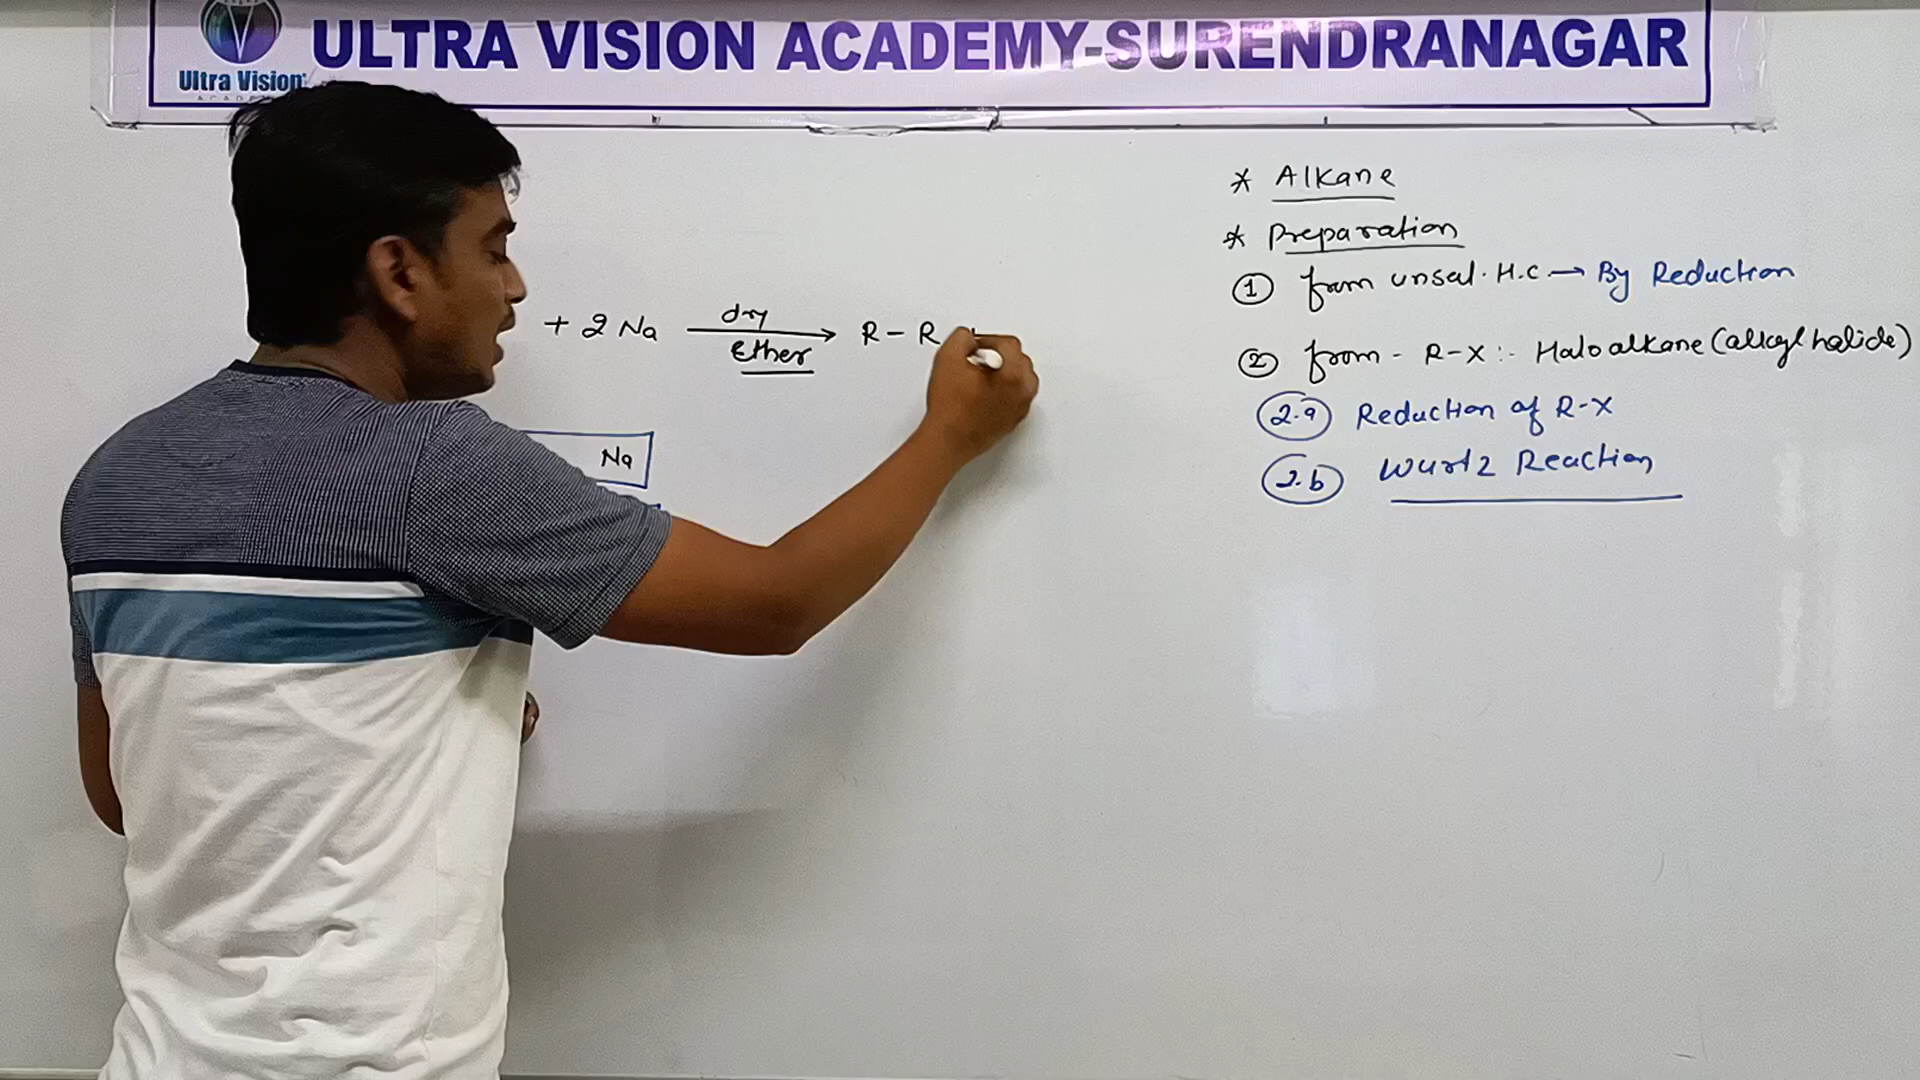 ULTRA VISION ACADEMY-SURENDRANAGAR
Ultra Vision
ACADEMY
+ 2 Na dry Ether R - R +
Na
* Alkane
* Preparation
1 from unsat. H.C → By Reduction
2 from - R-X :- Haloalkane (alkyl halide)
2.a Reduction of R-X
2.b Wurtz Reaction